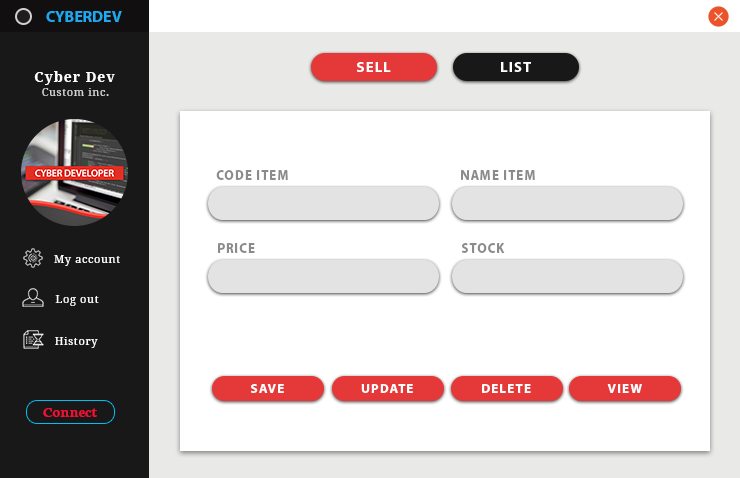 CYBERDEV
Cyber Dev
Custom inc.
CYBER DEVELOPER
My account
Log out
History
Connect
SELL
LIST
CODE ITEM
NAME ITEM
PRICE
STOCK
SAVE
UPDATE
DELETE
VIEW